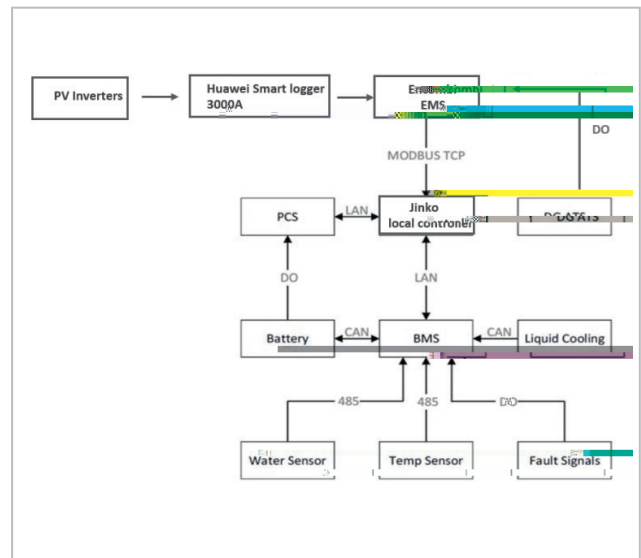 PV Inverters
Huawei Smart logger
3000A
EMS
DO
MODBUS TCP
PCS
LAN
Jinko
local controller
DO
LAN
Battery
CAN
BMS
CAN
Liquid Cooling
485
485
DO
Water Sensor
Temp Sensor
Fault Signals